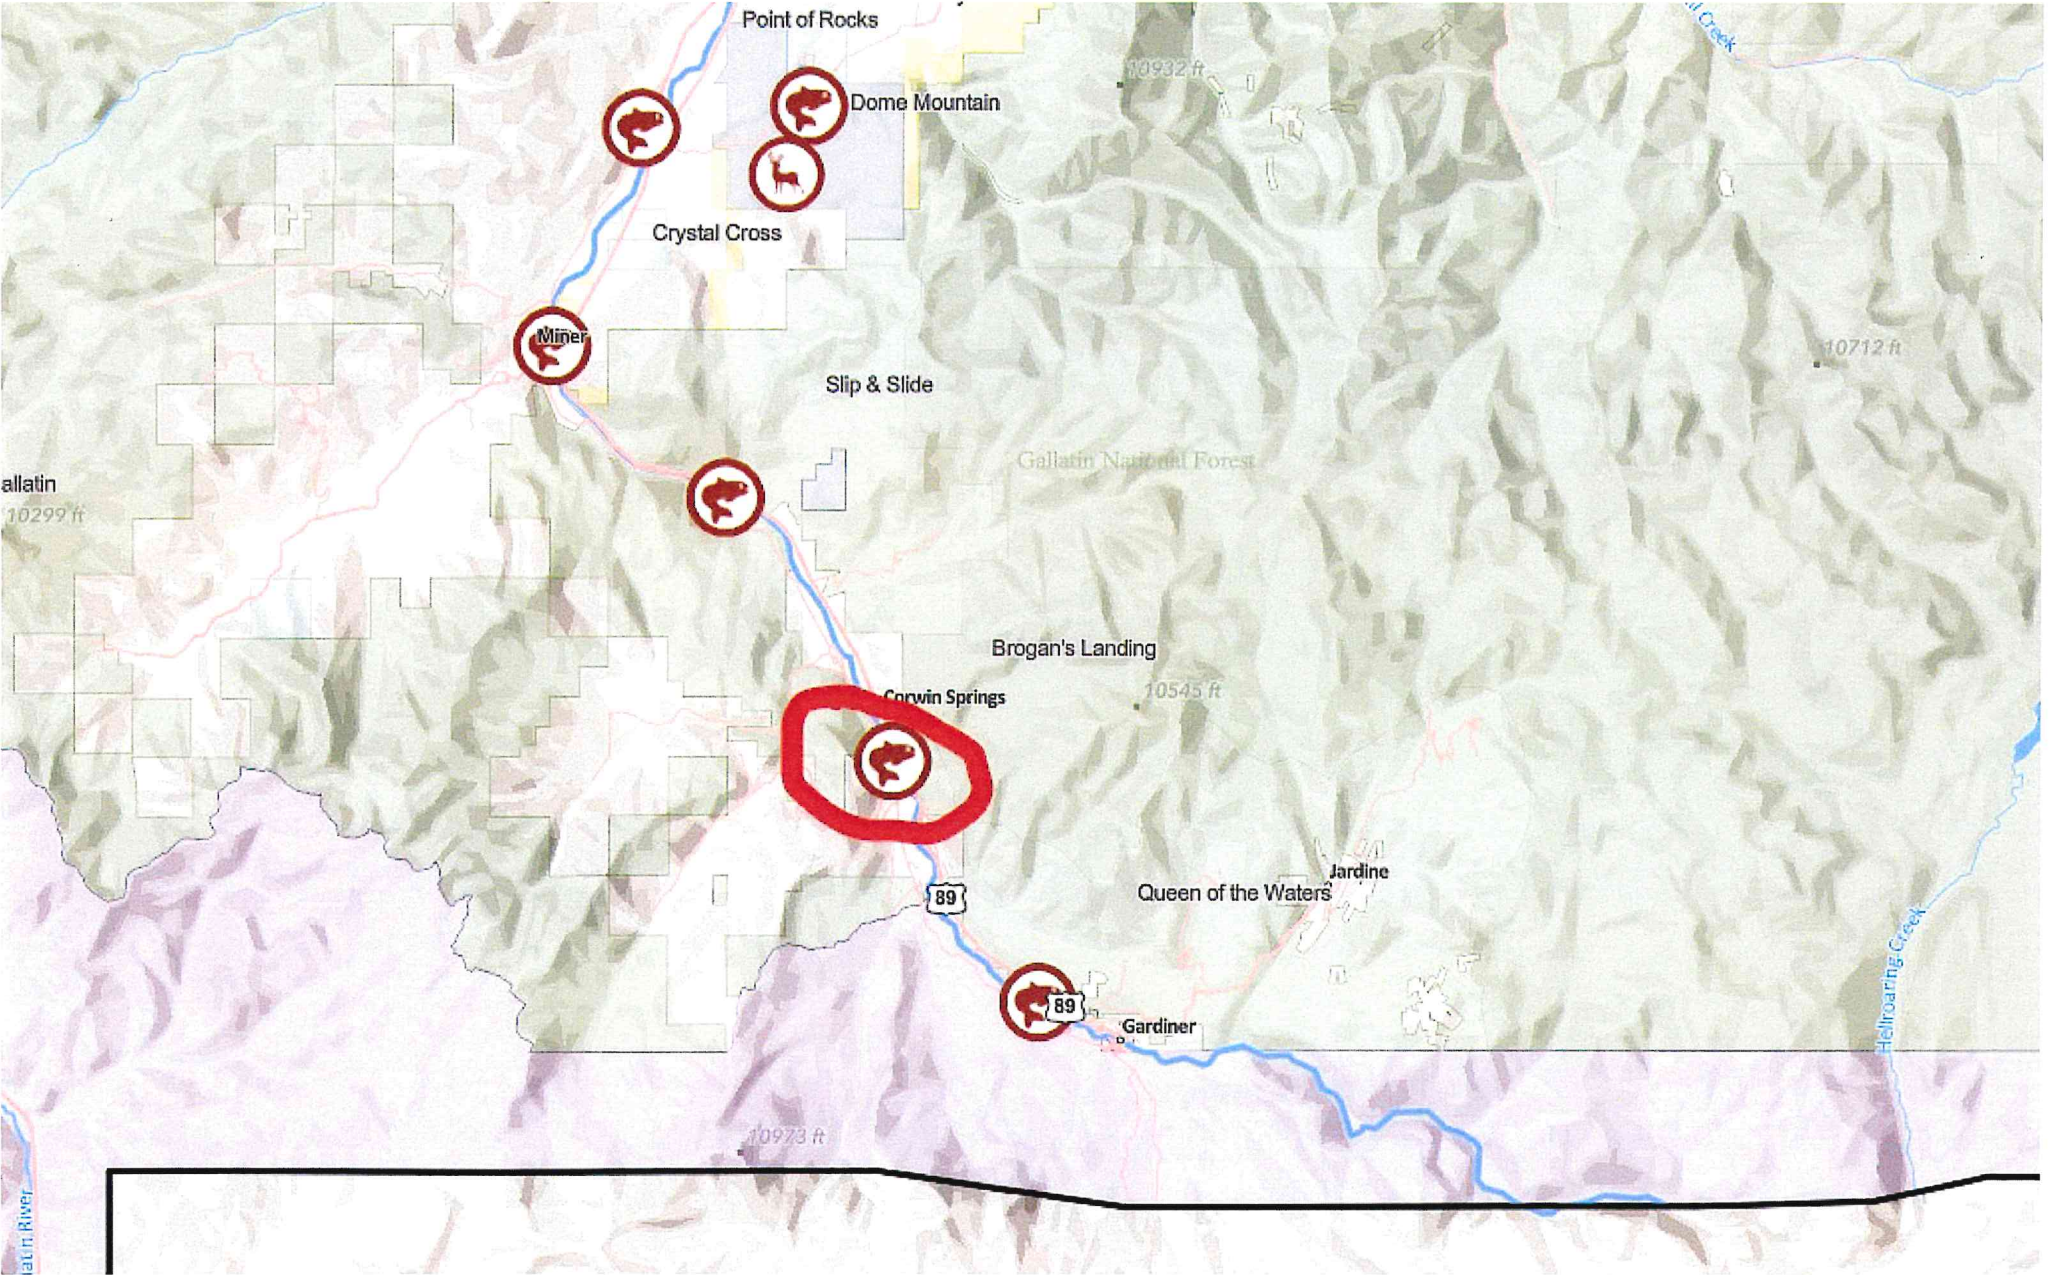 Point of Rocks
Creek
10932 ft
Dome Mountain
Crystal Cross
Miner
10712 ft
Slip & Slide
Gallatin National Forest
allatin
10299 ft
Brogan's Landing
10545 ft
Corwin Springs
Jardine
Queen of the Waters
89
Hellroaring Creek
89
Gardiner
10973 ft
latin River